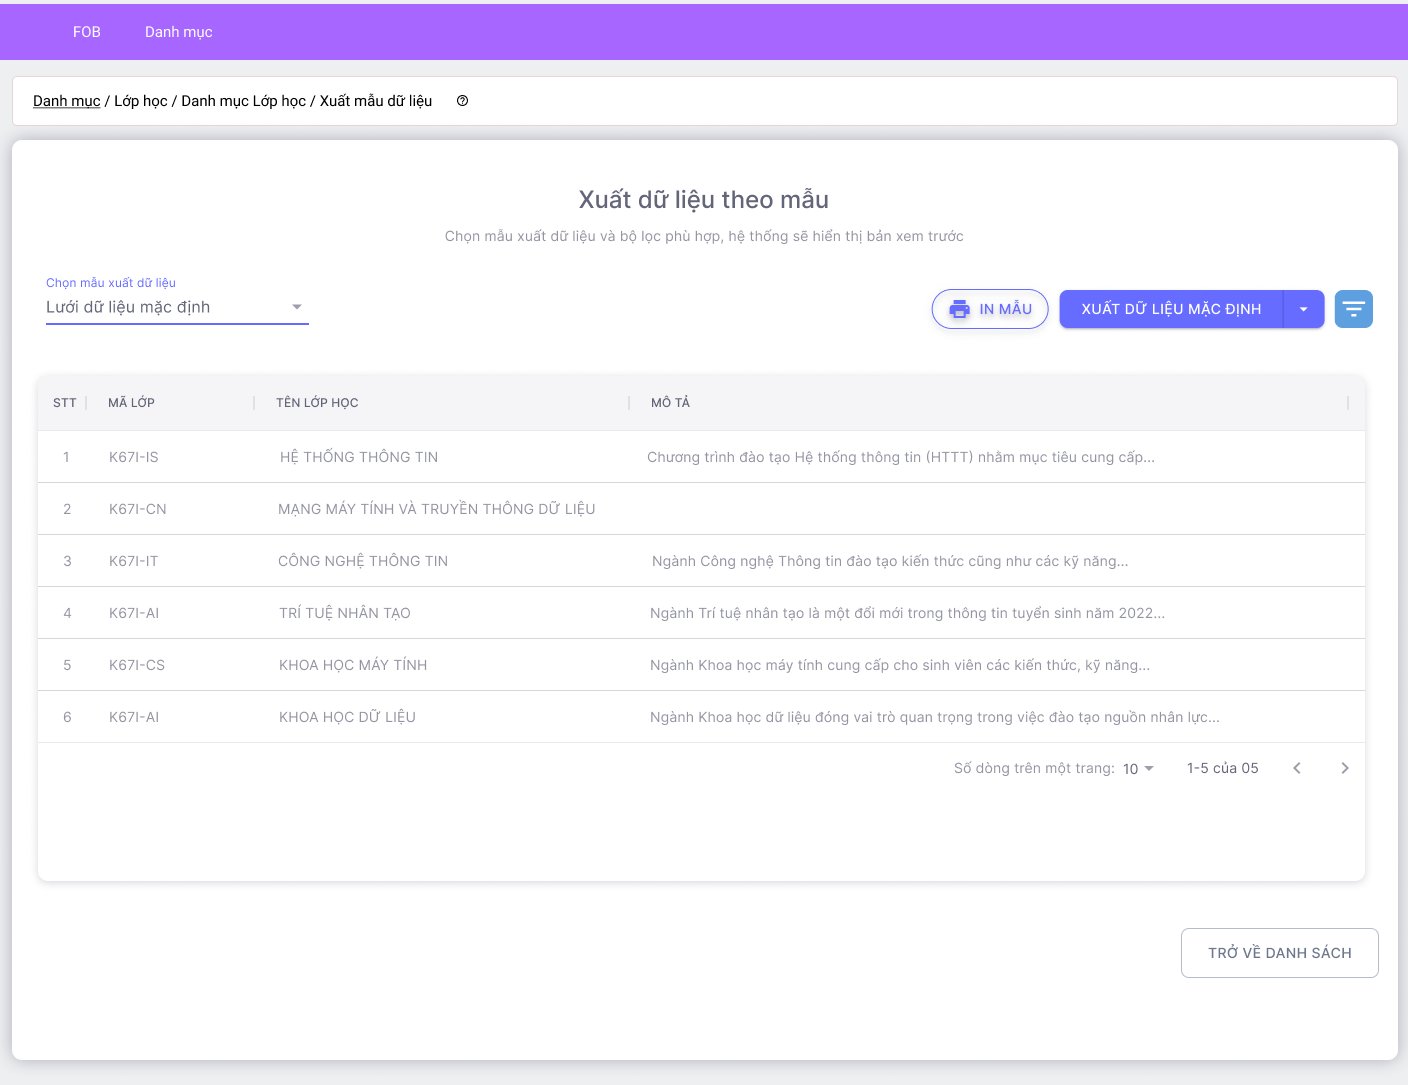 FOB Danh mục
Danh mục / Lớp học / Danh mục Lớp học / Xuất mẫu dữ liệu
Xuất dữ liệu theo mẫu
Chọn mẫu xuất dữ liệu và bộ lọc phù hợp, hệ thống sẽ hiển thị bản xem trước
Chọn mẫu xuất dữ liệu
Lưới dữ liệu mặc định
IN MẪU
XUẤT DỮ LIỆU MẶC ĐỊNH
STT MÃ LỚP TÊN LỚP HỌC MÔ TẢ
1 K67I-IS HỆ THỐNG THÔNG TIN Chương trình đào tạo Hệ thống thông tin (HTTT) nhằm mục tiêu cung cấp...
2 K67I-CN MẠNG MÁY TÍNH VÀ TRUYỀN THÔNG DỮ LIỆU
3 K67I-IT CÔNG NGHỆ THÔNG TIN Ngành Công nghệ Thông tin đào tạo kiến thức cũng như các kỹ năng...
4 K67I-AI TRÍ TUỆ NHÂN TẠO Ngành Trí tuệ nhân tạo là một đổi mới trong thông tin tuyển sinh năm 2022...
5 K67I-CS KHOA HỌC MÁY TÍNH Ngành Khoa học máy tính cung cấp cho sinh viên các kiến thức, kỹ năng...
6 K67I-AI KHOA HỌC DỮ LIỆU Ngành Khoa học dữ liệu đóng vai trò quan trọng trong việc đào tạo nguồn nhân lực...
Số dòng trên một trang: 10 1-5 của 05
TRỞ VỀ DANH SÁCH